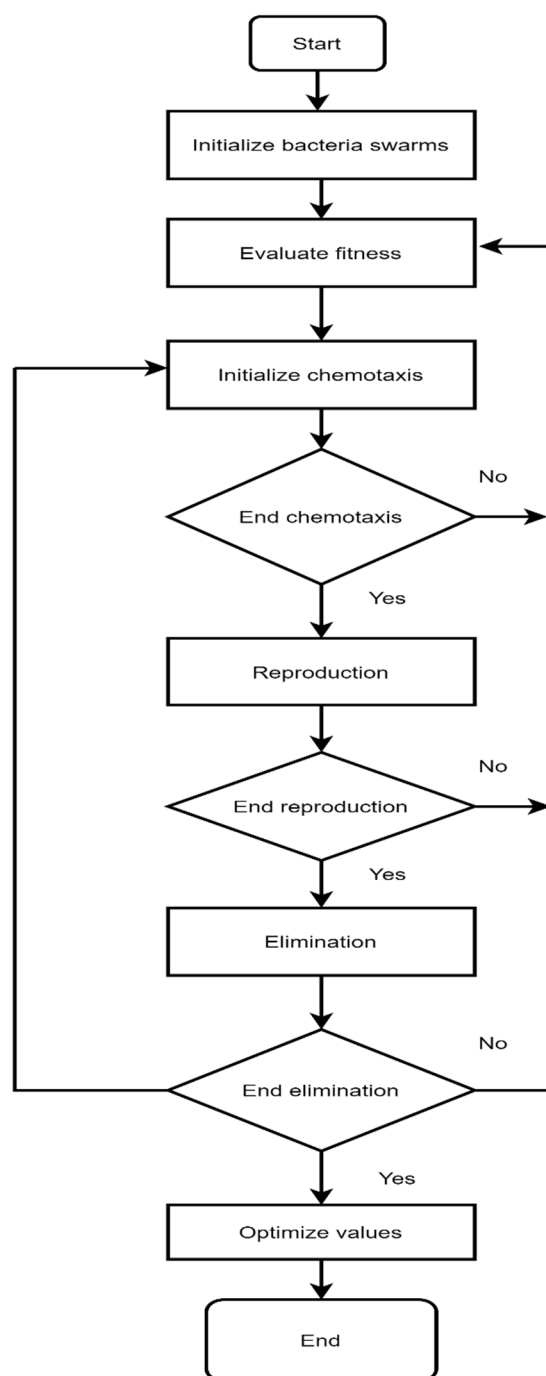 Start
Initialize bacteria swarms
Evaluate fitness
Initialize chemotaxis
No
End chemotaxis
Yes
Reproduction
No
End reproduction
Yes
Elimination
No
End elimination
Yes
Optimize values
End